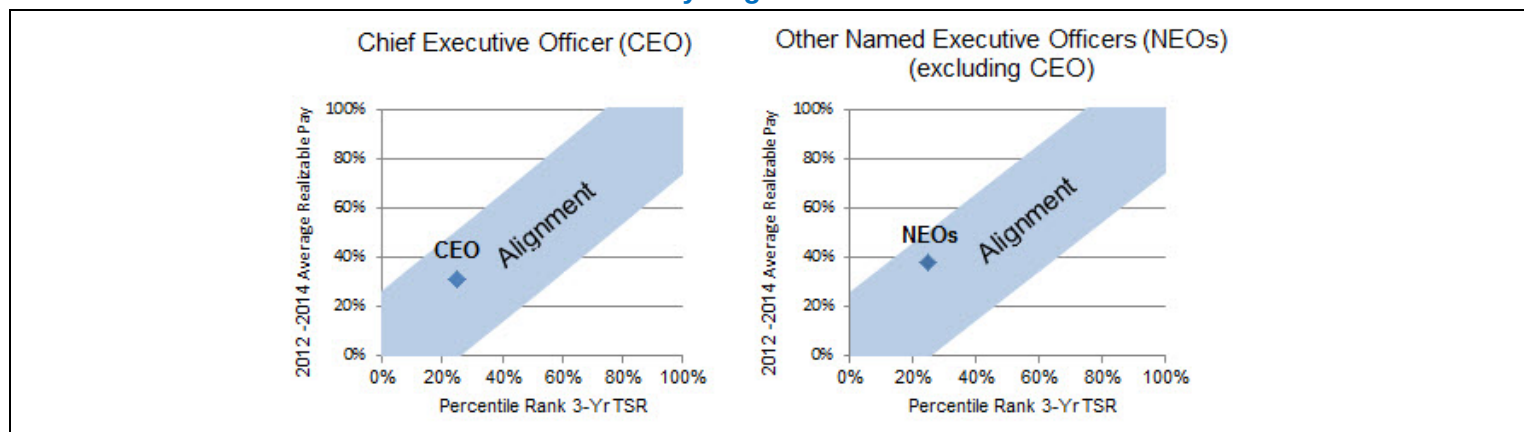 Chief Executive Officer (CEO)
2012 -2014 Average Realizable Pay
100%
80%
60%
40%
20%
0%
CEO
Alignment
0% 20% 40% 60% 80% 100%
Percentile Rank 3-Yr TSR
Other Named Executive Officers (NEOs)
(excluding CEO)
2012 -2014 Average Realizable Pay
100%
80%
60%
40%
20%
0%
NEOs
Alignment
0% 20% 40% 60% 80% 100%
Percentile Rank 3-Yr TSR